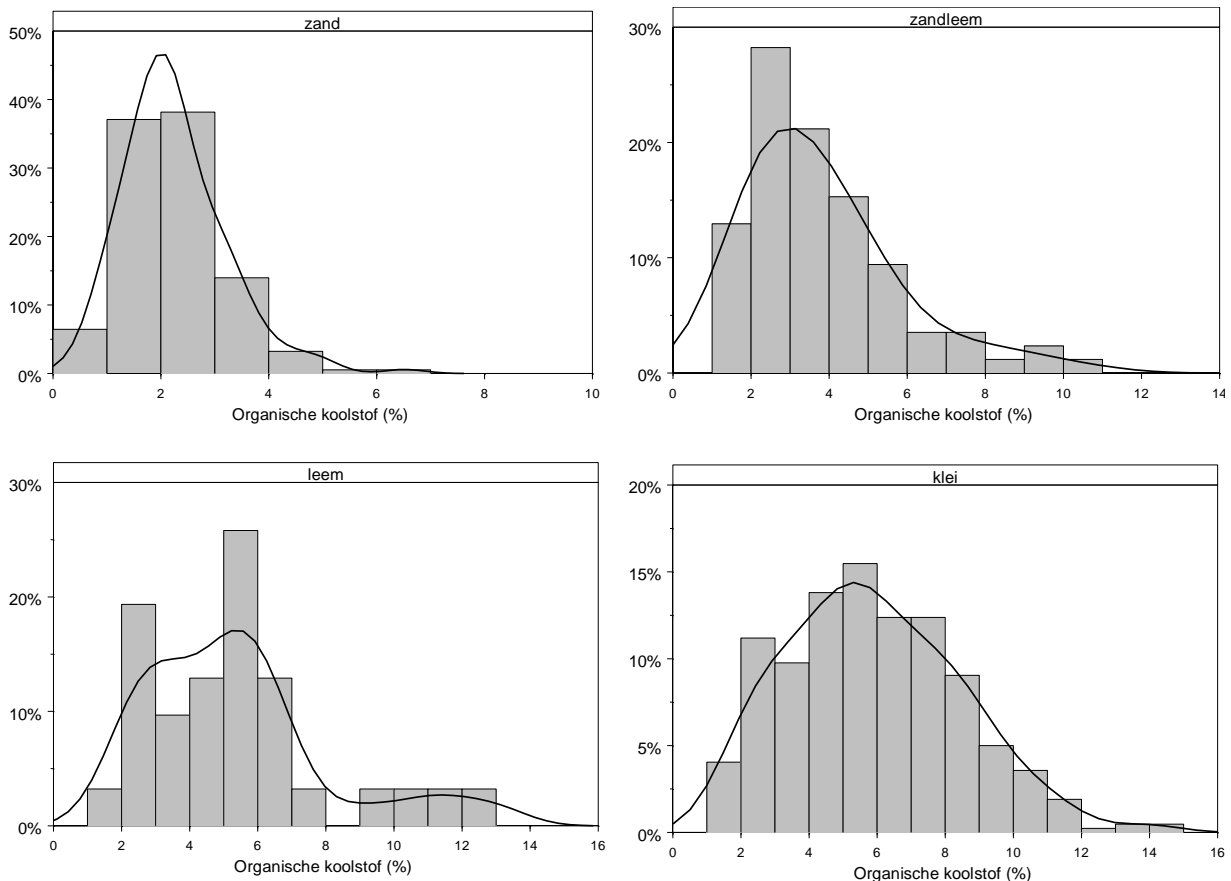 zand
50%
40%
30%
20%
10%
0%
0 2 4 6 8 10
Organische koolstof (%)
zandleem
30%
20%
10%
0%
0 2 4 6 8 10 12 14
Organische koolstof (%)
leem
30%
20%
10%
0%
0 2 4 6 8 10 12 14 16
Organische koolstof (%)
klei
20%
15%
10%
5%
0%
0 2 4 6 8 10 12 14 16
Organische koolstof (%)